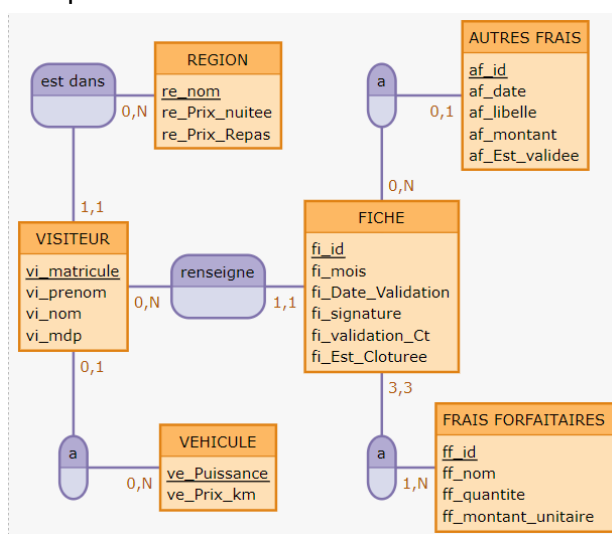 REGION
re_nom
re_Prix_nuitee
re_Prix_Repas
est dans
0,N
1,1
AUTRES FRAIS
af_id
af_date
af_libelle
af_montant
af_Est_validee
a
0,1
0,N
VISITEUR
vi_matricule
vi_prenom
vi_nom
vi_mdp
0,N
renseigne
1,1
FICHE
fi_id
fi_mois
fi_Date_Validation
fi_signature
fi_validation_Ct
fi_Est_Cloturee
0,1
a
0,N
VEHICULE
ve_Puissance
ve_Prix_km
3,3
a
1,N
FRAIS FORFAITAIRES
ff_id
ff_nom
ff_quantite
ff_montant_unitaire